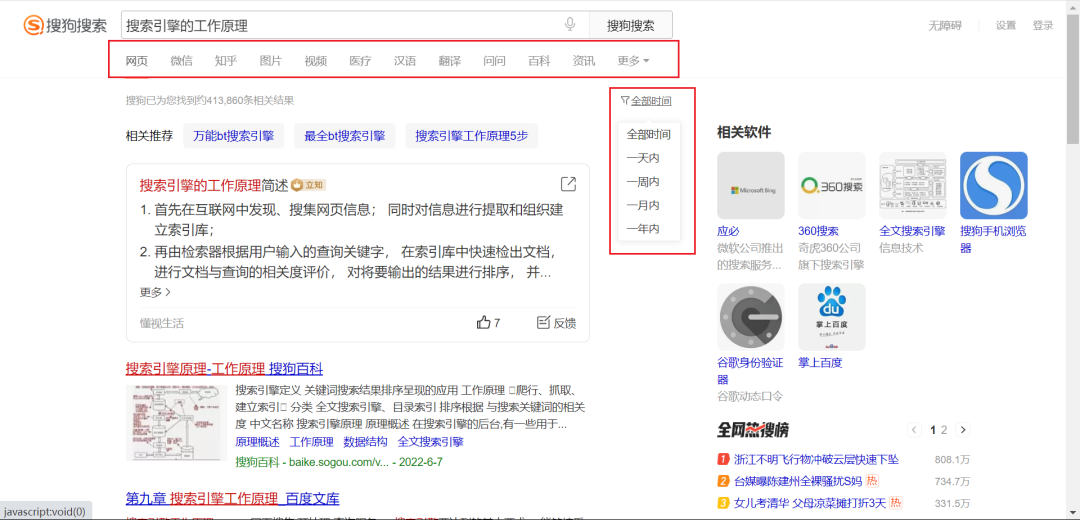 搜狗搜索
搜索引擎的工作原理
搜狗搜索
无障碍
设置
登录
网页 微信 知乎 图片 视频 医疗 汉语 翻译 问问 百科 资讯 更多
搜狗已为您找到约413,860条相关结果
全部时间
全部时间
一天内
一周内
一月内
一年内
相关推荐 万能bt搜索引擎 最全bt搜索引擎 搜索引擎工作原理5步
搜索引擎的工作原理简述 立知
1. 首先在互联网中发现、搜集网页信息； 同时对信息进行提取和组织建
立索引库；
2. 再由检索器根据用户输入的查询关键字， 在索引库中快速检出文档，
进行文档与查询的相关度评价， 对将要输出的结果进行排序， 并...
更多
懂视生活
7
反馈
搜索引擎原理-工作原理 搜狗百科
搜索引擎定义 关键词搜索结果排序呈现的应用 工作原理 爬行、抓取、
建立索引 分类 全文搜索引擎、目录索引 排序根据 与搜索关键词的相关
度 中文名称 搜索引擎原理 原理概述 在搜索引擎的后台,有一些用于...
原理概述 工作原理 数据结构 全文搜索引擎
搜狗百科 - baike.sogou.com/v... - 2022-6-7
第九章 搜索引擎工作原理_百度文库
相关软件
Microsoft Bing
360搜索
应必
微软公司推出
的搜索服务...
360搜索
奇虎360公司
旗下搜索引擎
全文搜索引擎
信息技术
搜狗手机浏览
器
Bai du
掌上百度
谷歌身份验证
器
谷歌动态口令
掌上百度
全网热搜榜
1 2
1 浙江不明飞行物冲破云层快速下坠 808.1万
2 台媒曝陈建州全裸骚扰S妈 热 734.7万
3 女儿考清华 父母凉菜摊打折3天 热 331.5万
javascript:void(0)